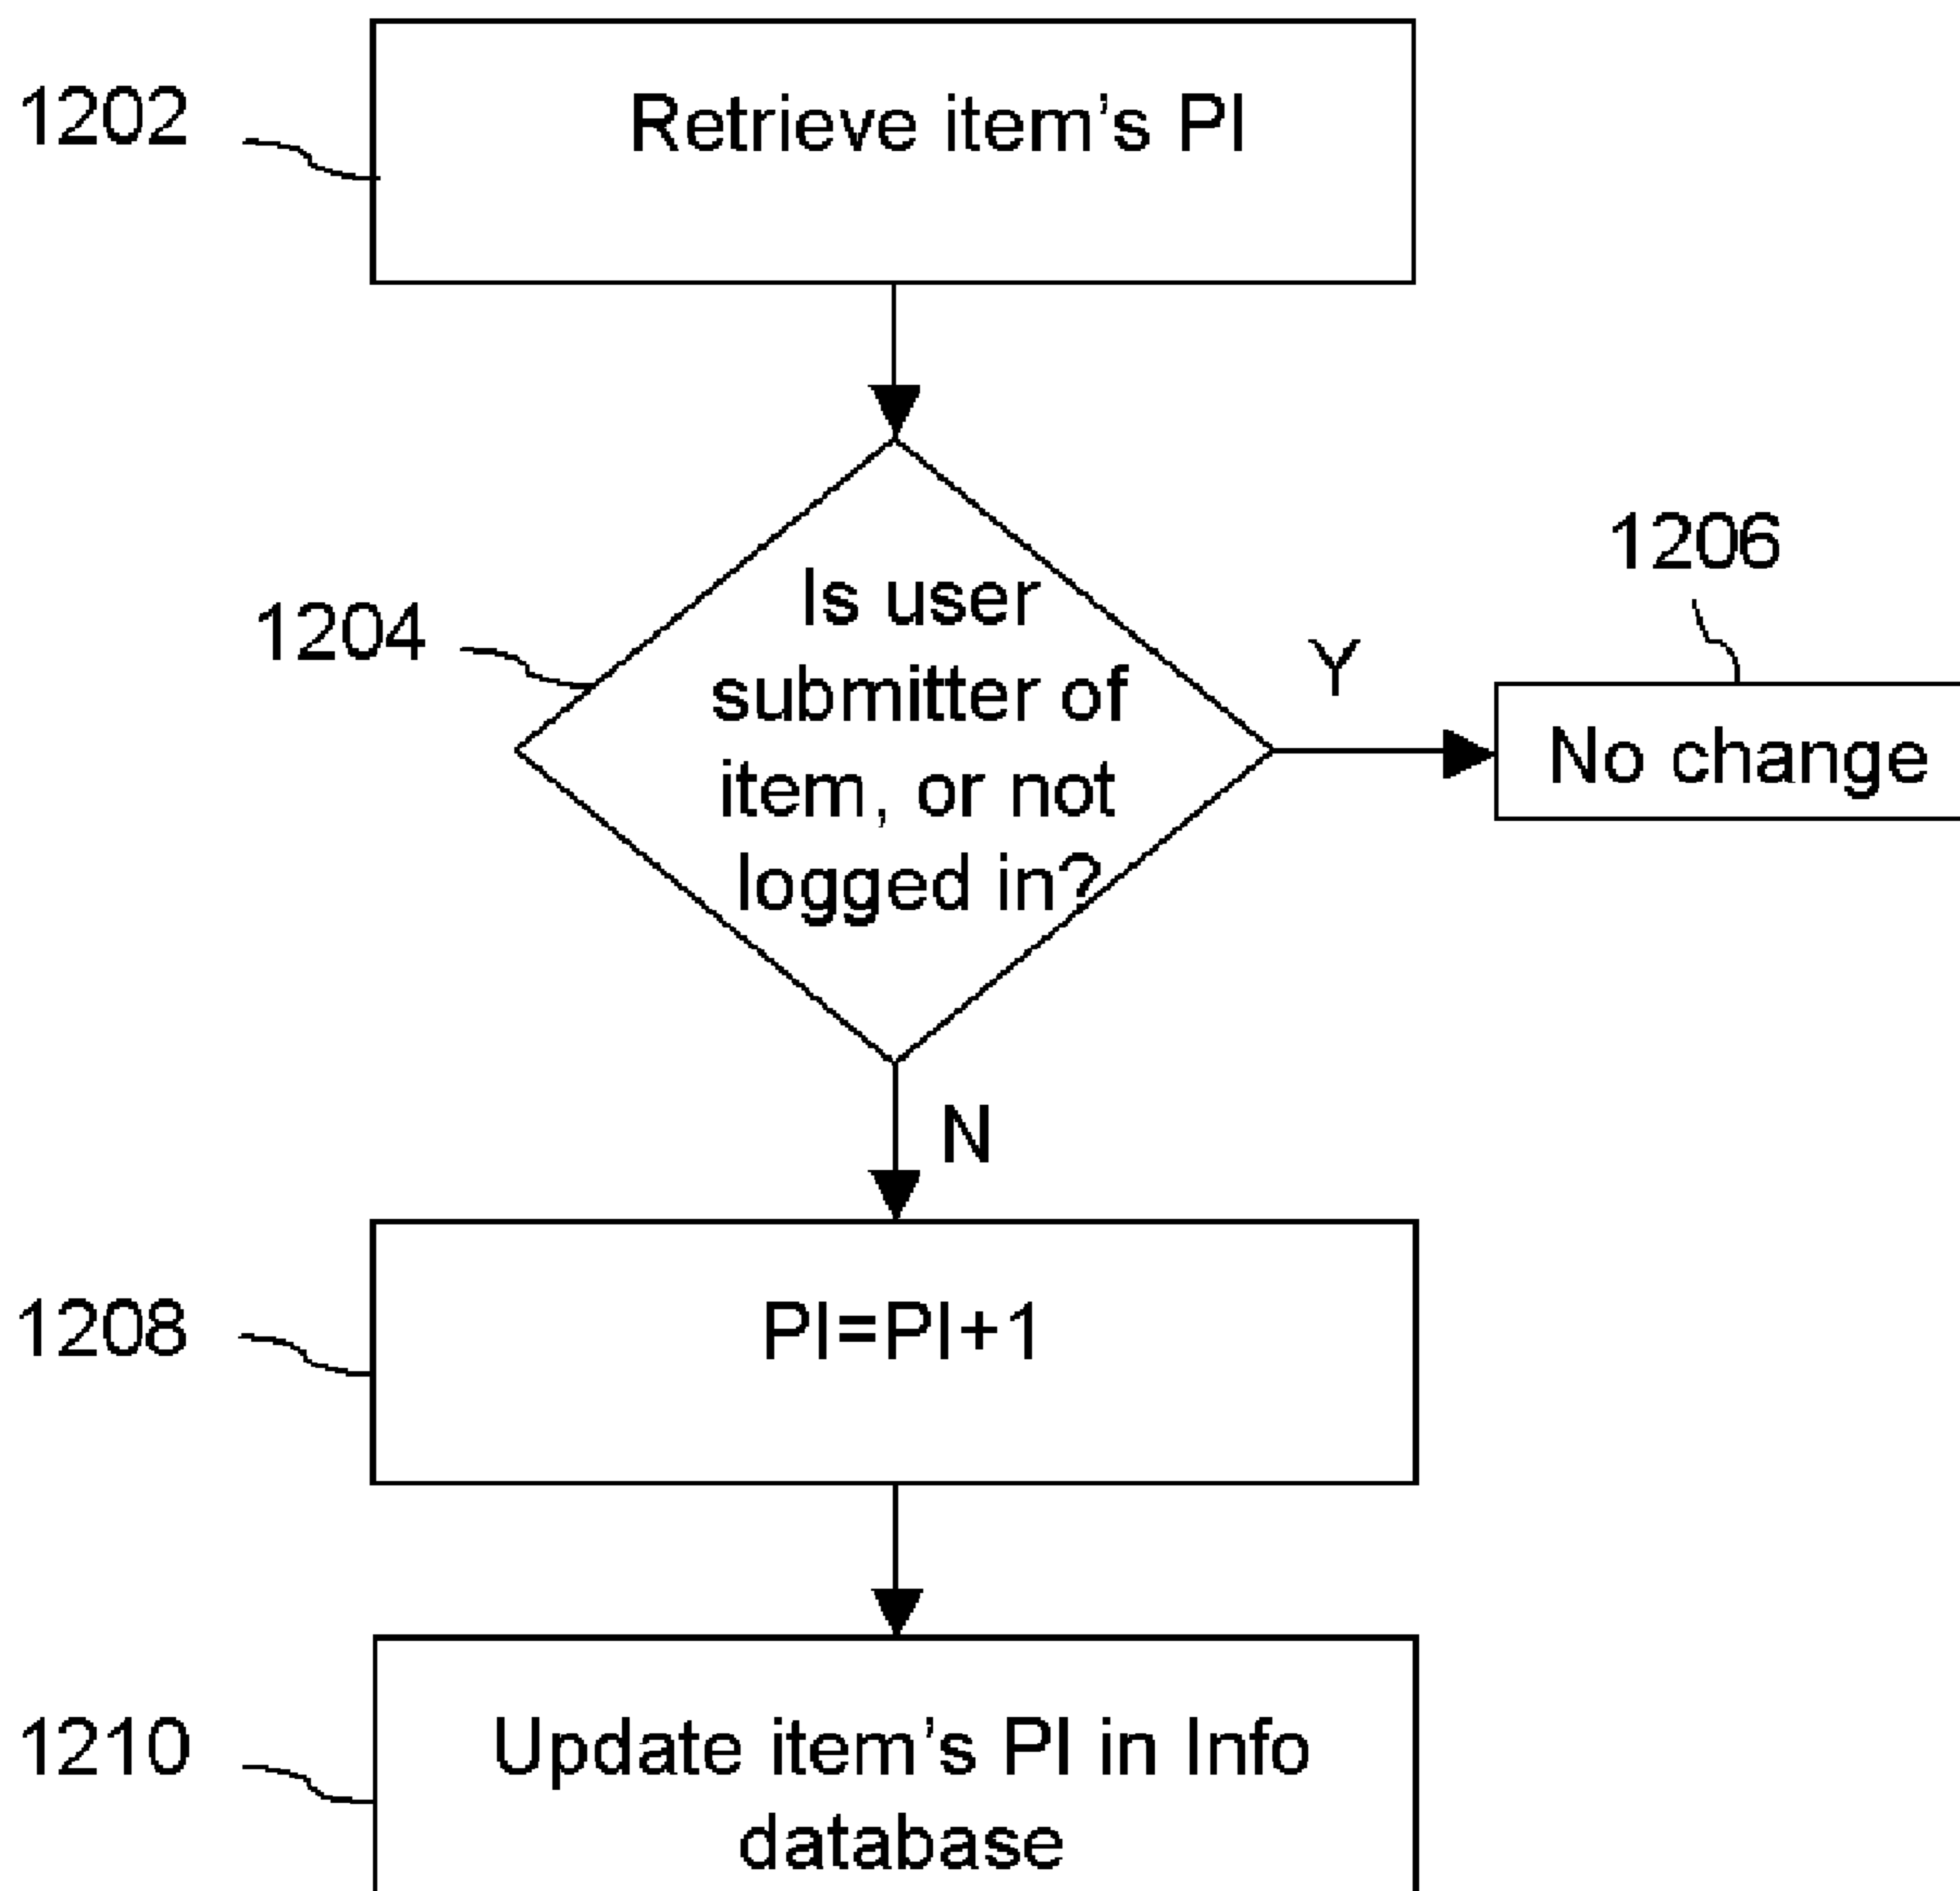 1202
Retrieve item's PI
1204
Is user
submitter of
item, or not
logged in?
Y
1206
No change
N
1208
PI=PI+1
1210
Update item's PI in Info
database